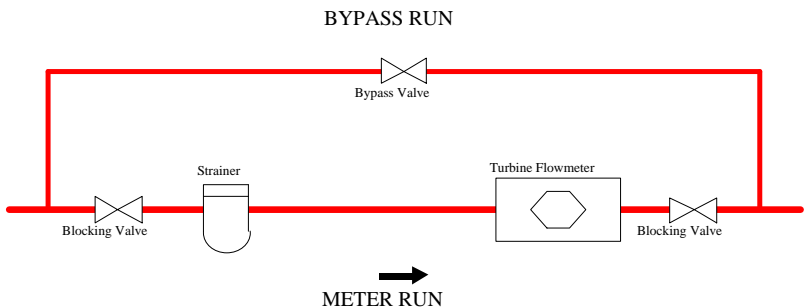 BYPASS RUN
Bypass Valve
Strainer
Turbine Flowmeter
Blocking Valve
Blocking Valve
METER RUN